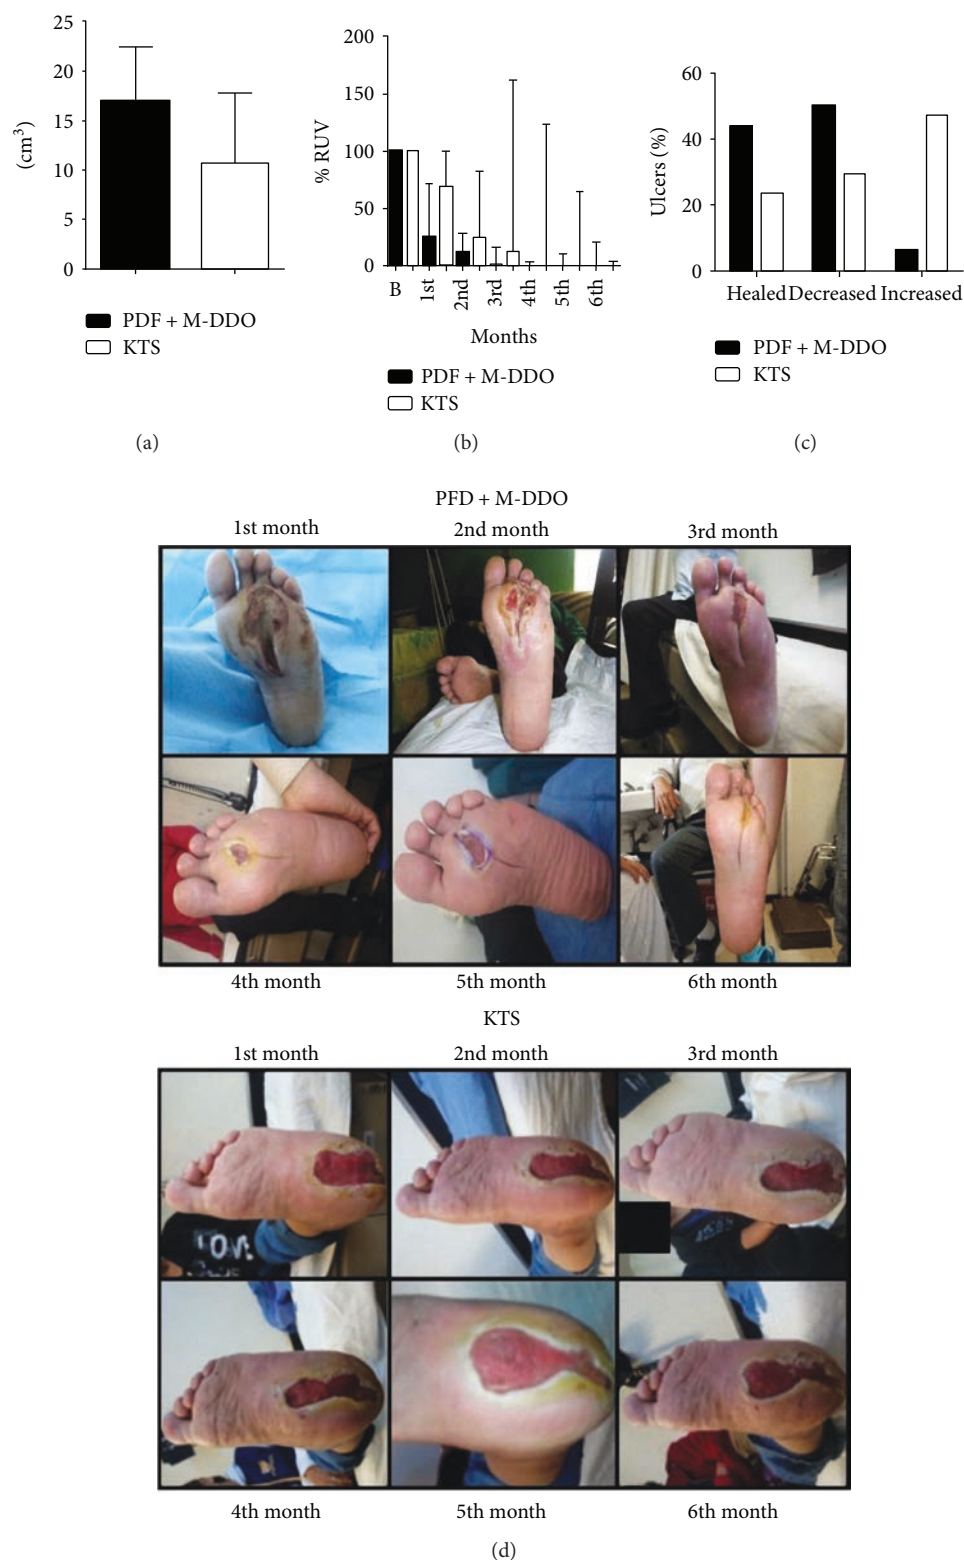 25
20
15
10
5
0
(cm³)
PDF + M-DDO
KTS
(a)
200
150
100
50
0
% RUV
B 1st 2nd 3rd 4th 5th 6th
Months
PDF + M-DDO
KTS
(b)
60
40
20
0
Ulcers (%)
Healed Decreased Increased
PDF + M-DDO
KTS
(c)
PFD + M-DDO
1st month 2nd month 3rd month
4th month 5th month 6th month
KTS
1st month 2nd month 3rd month
LOVE
4th month 5th month 6th month
(d)